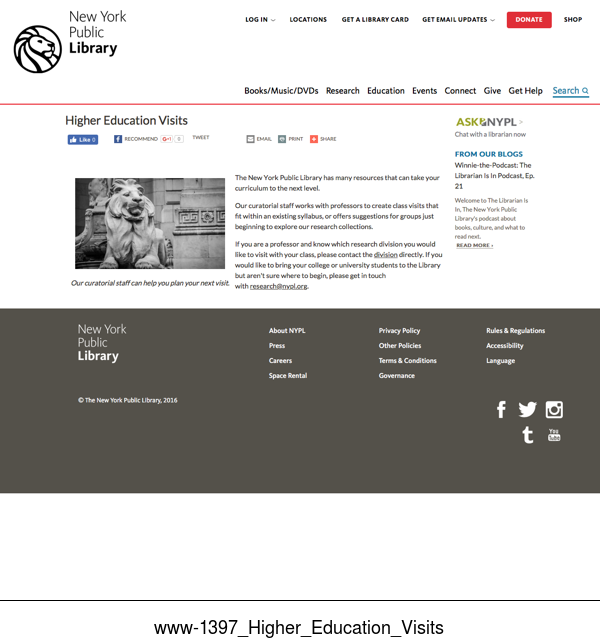 New York
Public
Library
LOG IN
LOCATIONS
GET A LIBRARY CARD
GET EMAIL UPDATES
DONATE
SHOP
Books/Music/DVDs
Research
Education
Events
Connect
Give
Get Help
Search
Higher Education Visits
Like 0
RECOMMEND
G+1
0
TWEET
EMAIL
PRINT
SHARE
The New York Public Library has many resources that can take your
curriculum to the next level.
Our curatorial staff works with professors to create class visits that
fit within an existing syllabus, or offers suggestions for groups just
beginning to explore our research collections.
If you are a professor and know which research division you would
like to visit with your class, please contact the division directly. If you
would like to bring your college or university students to the Library
but aren't sure where to begin, please get in touch
with research@nypl.org.
Our curatorial staff can help you plan your next visit.
ASK NYPL >
Chat with a librarian now
FROM OUR BLOGS
Winnie-the-Podcast: The
Librarian Is In Podcast, Ep.
21
Welcome to The Librarian Is
In, The New York Public
Library's podcast about
books, culture, and what to
read next.
READ MORE ›
New York
Public
Library
About NYPL
Press
Careers
Space Rental
Privacy Policy
Other Policies
Terms & Conditions
Governance
Rules & Regulations
Accessibility
Language
© The New York Public Library, 2016
You
Tube
www-1397_Higher_Education_Visits